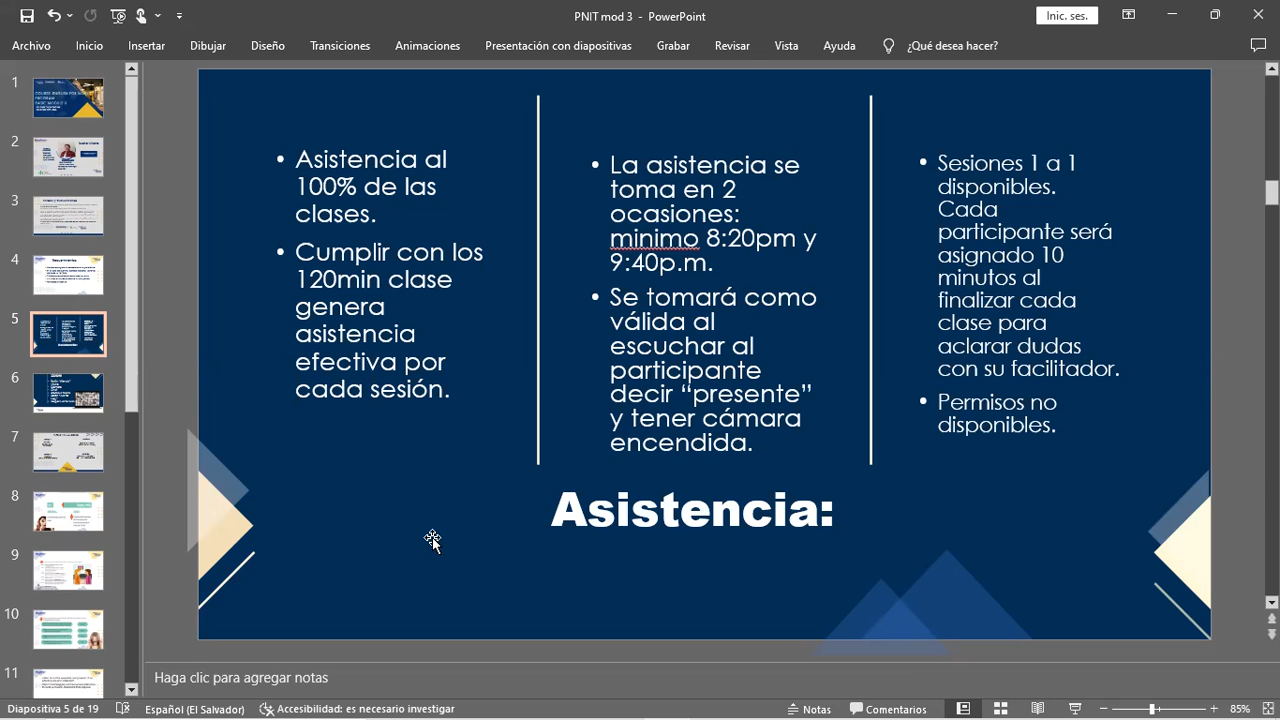 PNIT mod 3 - PowerPoint
Inic. ses.
Archivo Inicio Insertar Dibujar Diseño Transiciones Animaciones Presentación con diapositivas Grabar Revisar Vista Ayuda ¿Qué desea hacer?
1
2
3
4
5
6
7
8
9
10
11
• Asistencia al
100% de las
clases.
• Cumplir con los
120min clase
genera
asistencia
efectiva por
cada sesión.
• La asistencia se
toma en 2
ocasiones:
minimo 8:20pm y
9:40p.m.
• Se tomará como
válida al
escuchar al
participante
decir “presente”
y tener cámara
encendida.
• Sesiones 1 a 1
disponibles.
Cada
participante será
asignado 10
minutos al
finalizar cada
clase para
aclarar dudas
con su facilitador.
• Permisos no
disponibles.
Asistencia:
Haga clic para agregar notas
Diapositiva 5 de 19 Español (El Salvador) Accesibilidad: es necesario investigar Notas Comentarios 85%